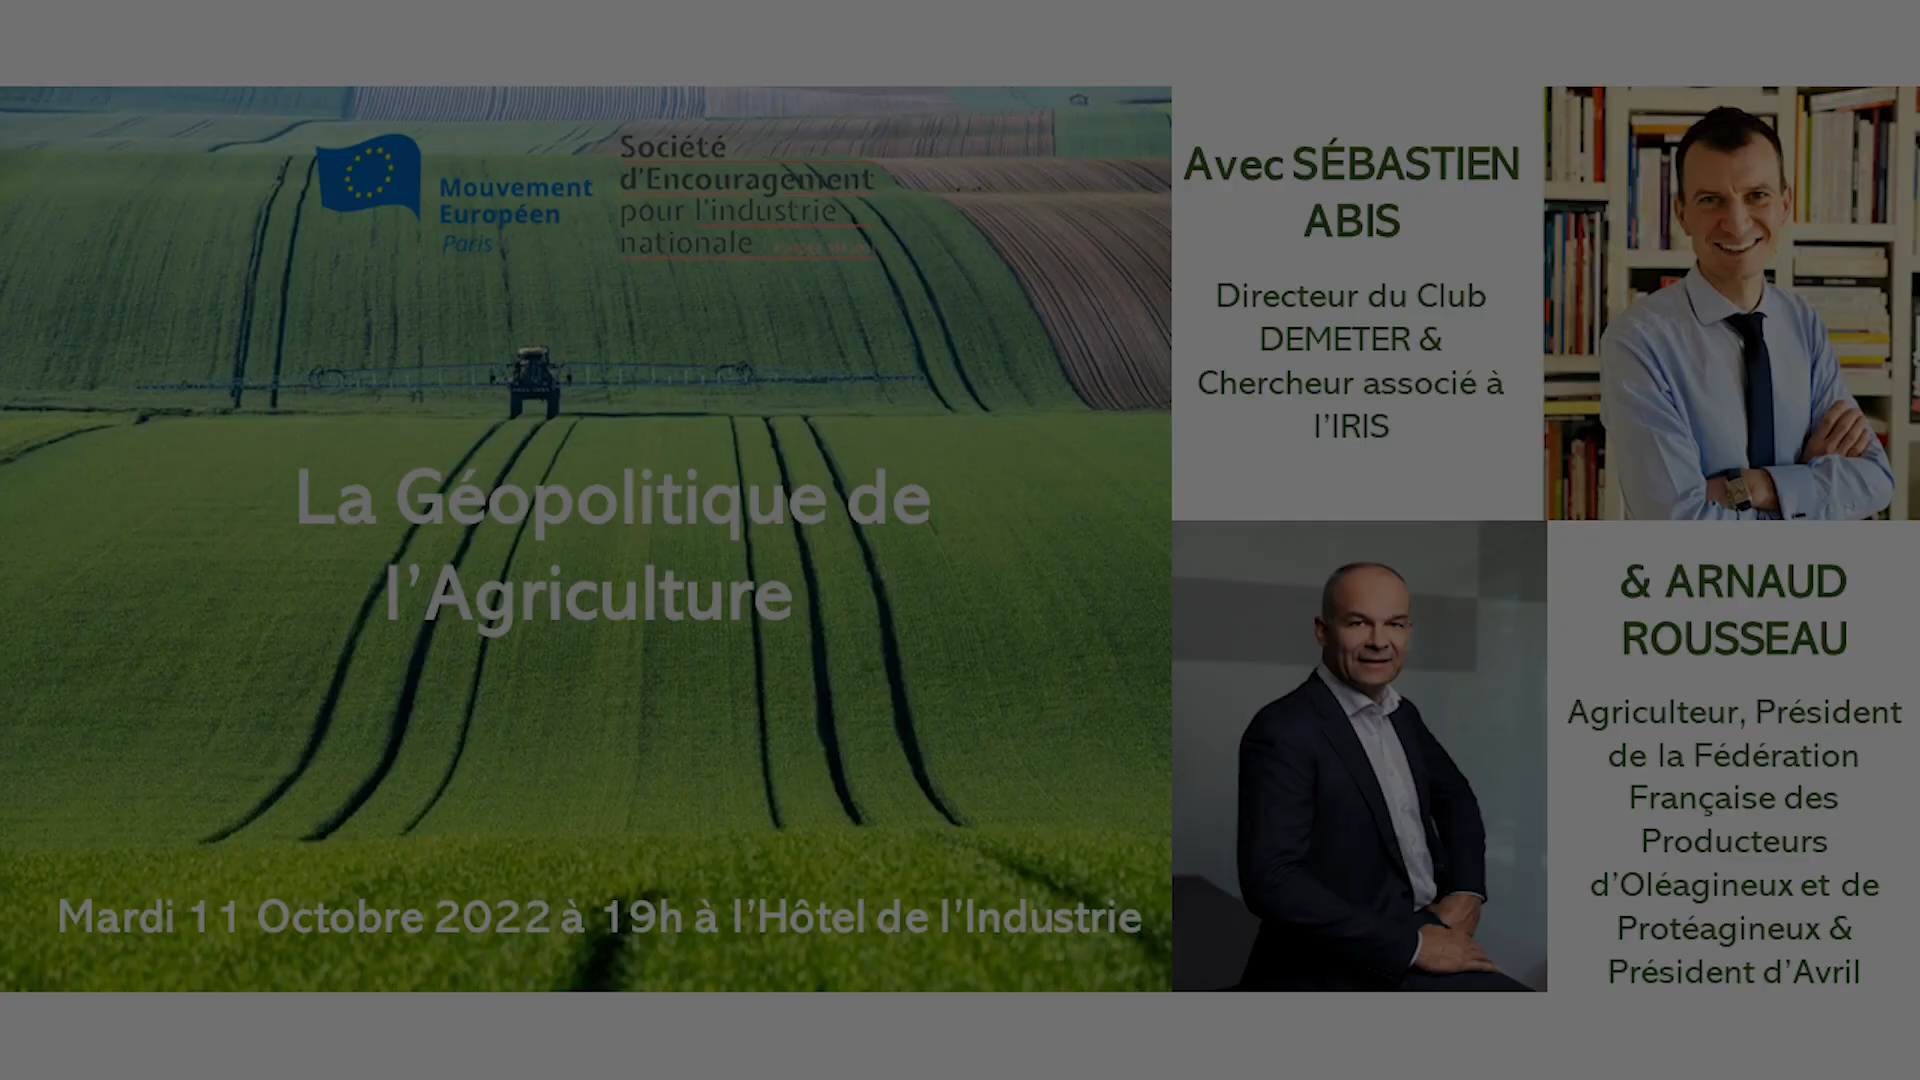 Mouvement
Européen
Paris
Société
d'Encouragement
pour l'industrie
nationale
La Géopolitique de
l'Agriculture
Mardi 11 Octobre 2022 à 19h à l'Hôtel de l'Industrie
Avec SÉBASTIEN
ABIS
Directeur du Club
DEMETER &
Chercheur associé à
l'IRIS
& ARNAUD
ROUSSEAU
Agriculteur, Président
de la Fédération
Française des
Producteurs
d'Oléagineux et de
Protéagineux &
Président d'Avril